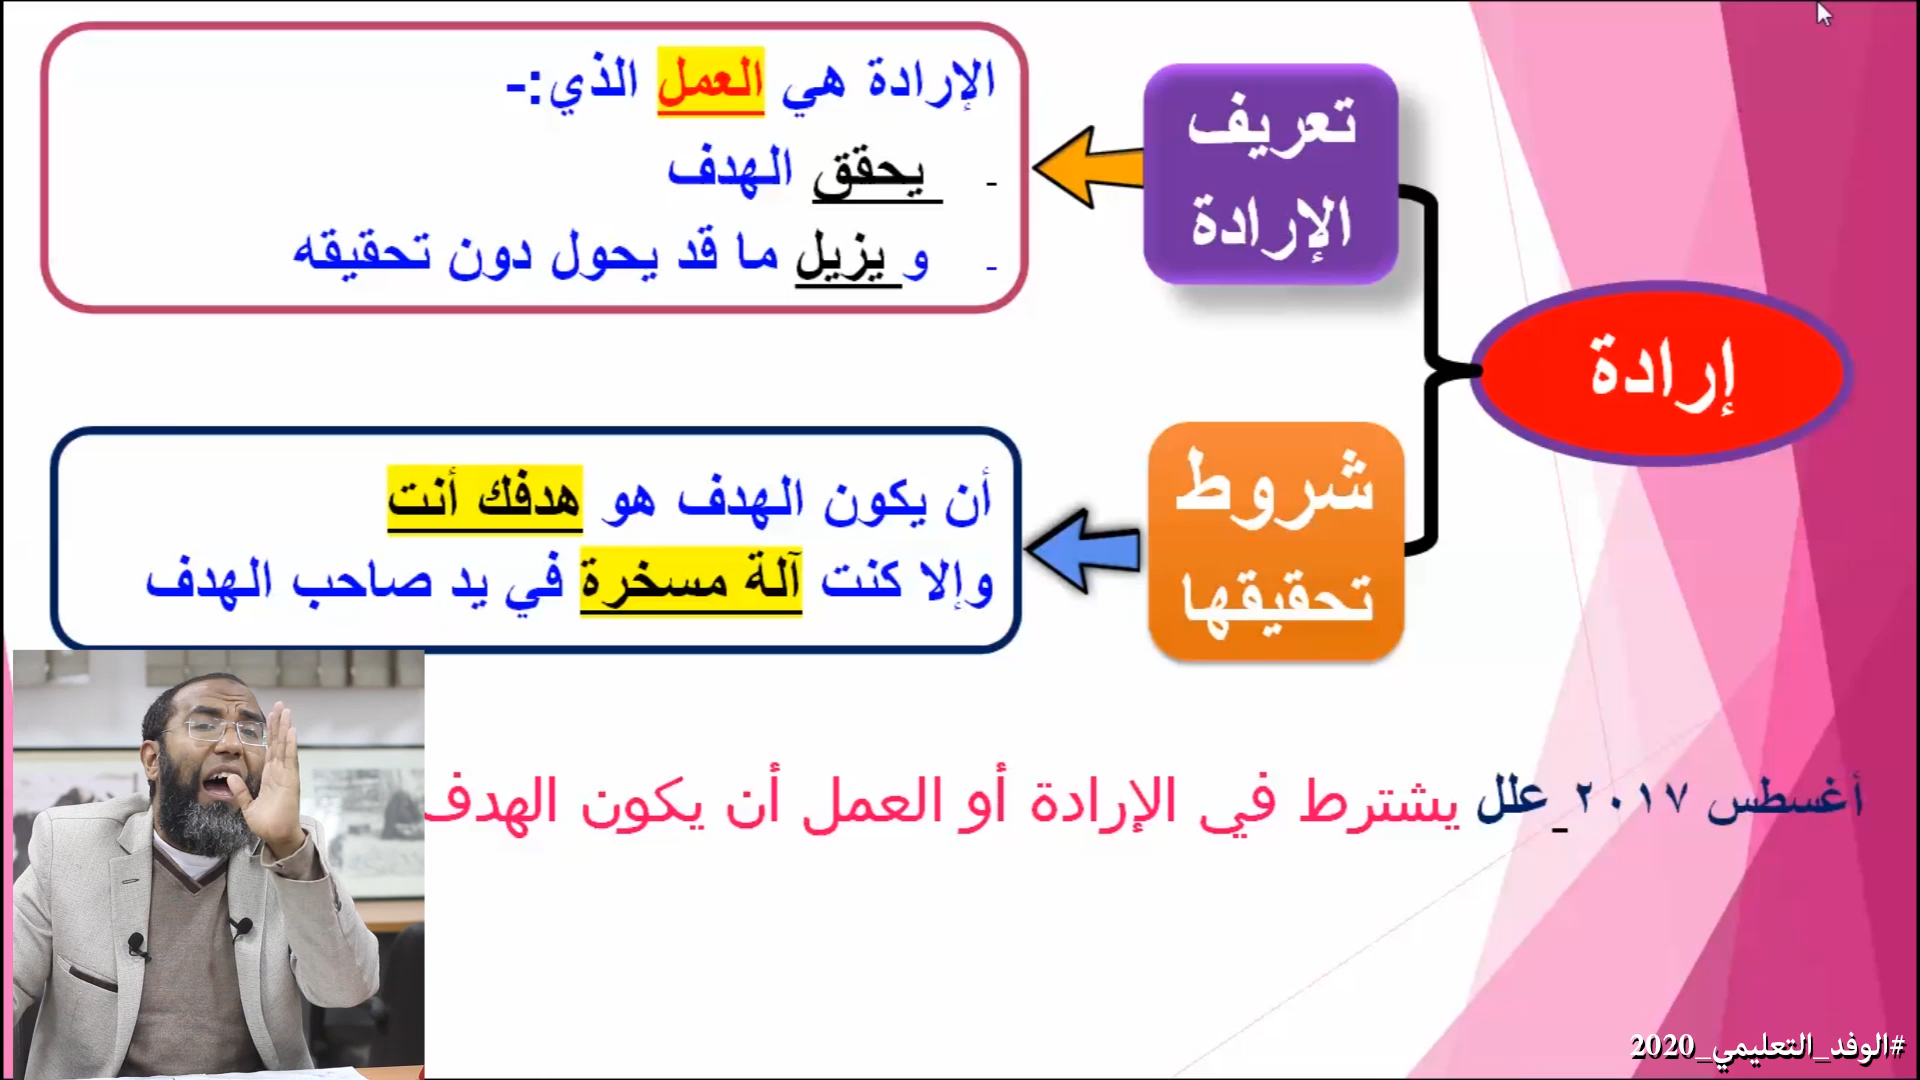 إرادة
تعريف
الإرادة
الإرادة هي العمل الذي:-
- يحقق الهدف
- و يزيل ما قد يحول دون تحقيقه
شروط
تحقيقها
أن يكون الهدف هو هدفك أنت
وإلا كنت آلة مسخرة في يد صاحب الهدف
أغسطس ٢٠١٧_علل يشترط في الإرادة أو العمل أن يكون الهدف
#الوفد_التعليمي_2020